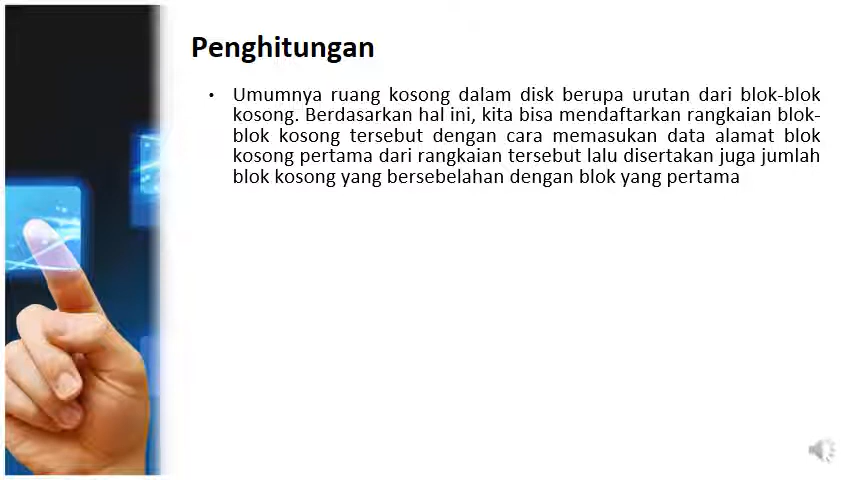 Penghitungan
• Umumnya ruang kosong dalam disk berupa urutan dari blok-blok
kosong. Berdasarkan hal ini, kita bisa mendaftarkan rangkaian blok-
blok kosong tersebut dengan cara memasukan data alamat blok
kosong pertama dari rangkaian tersebut lalu disertakan juga jumlah
blok kosong yang bersebelahan dengan blok yang pertama